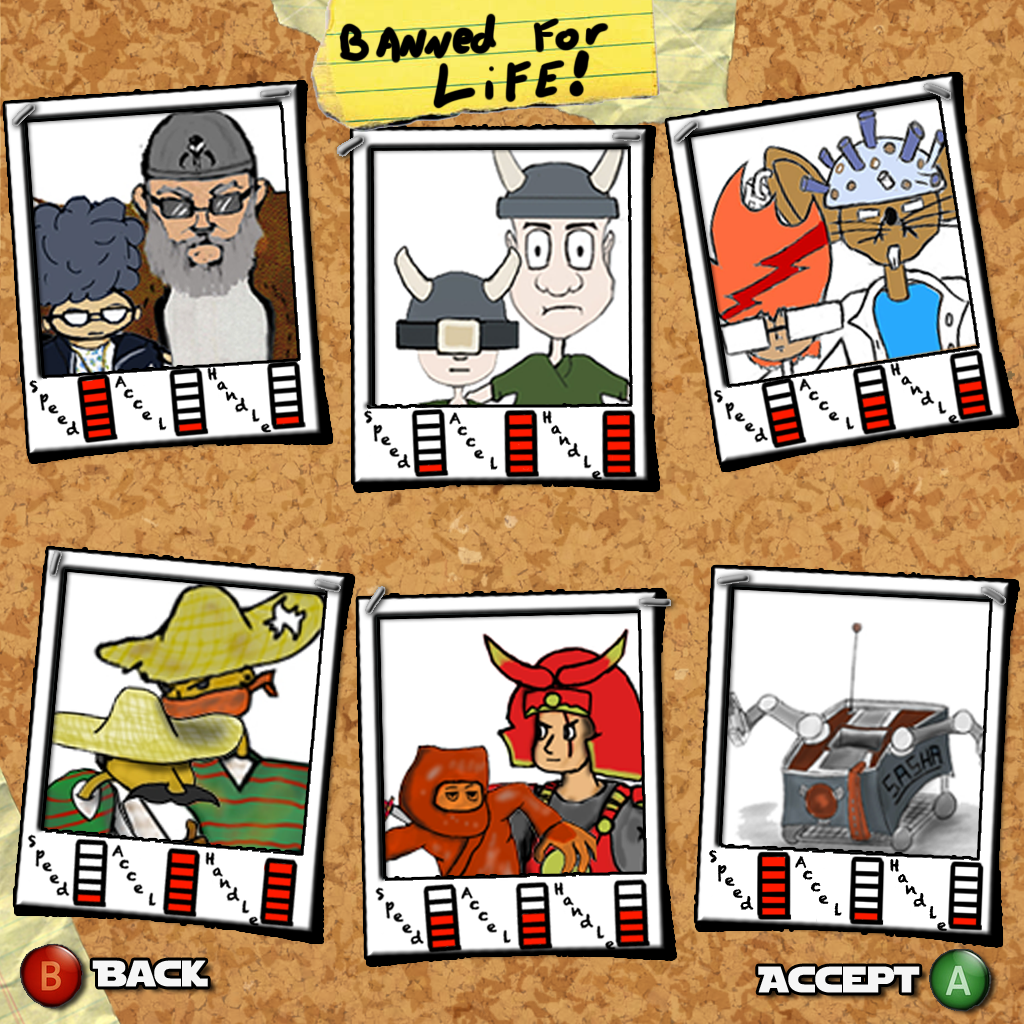 BANNed FoR
LiFE!
Speed Accel Handle
Speed Accel Handle
Speed Accel Handle
SASHA
Speed Accel Handle
Speed Accel Handle
Speed Accel Handle
B BACK
ACCEPT A